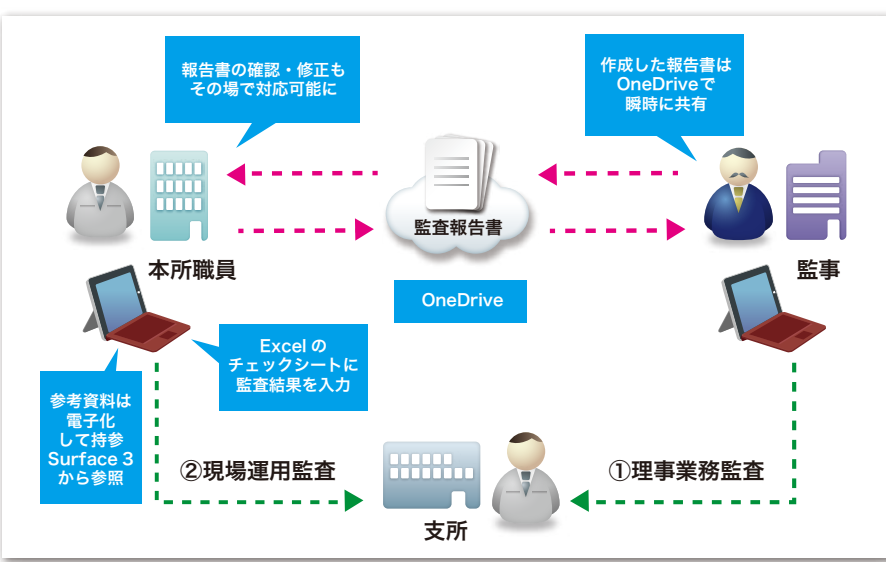 報告書の確認・修正も
その場で対応可能に
作成した報告書は
OneDriveで
瞬時に共有
監査報告書
本所職員
監事
OneDrive
Excel の
チェックシートに
監査結果を入力
参考資料は
電子化
して持参
Surface 3
から参照
②現場運用監査
①理事業務監査
支所